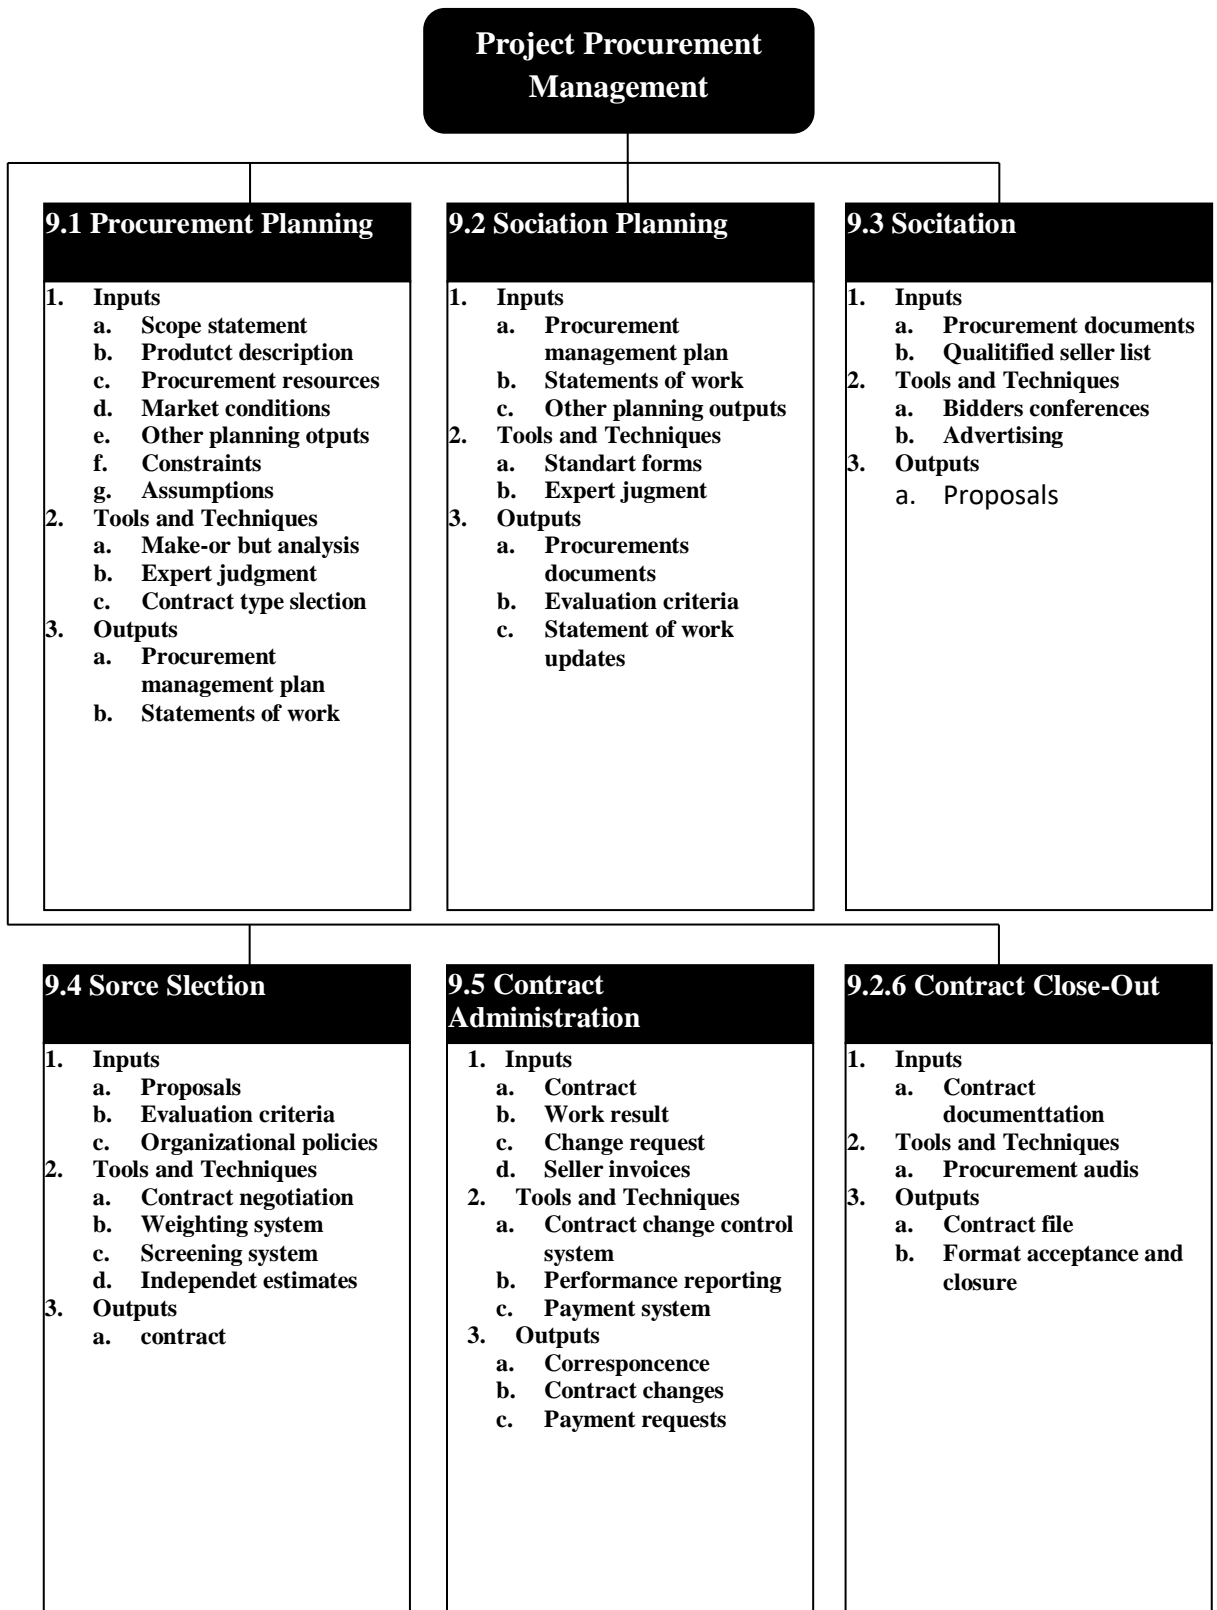 Project Procurement
Management
9.1 Procurement Planning
1. Inputs
a. Scope statement
b. Produtct description
c. Procurement resources
d. Market conditions
e. Other planning otputs
f. Constraints
g. Assumptions
2. Tools and Techniques
a. Make-or but analysis
b. Expert judgment
c. Contract type slection
3. Outputs
a. Procurement
management plan
b. Statements of work
9.2 Sociation Planning
1. Inputs
a. Procurement
management plan
b. Statements of work
c. Other planning outputs
2. Tools and Techniques
a. Standart forms
b. Expert jugment
3. Outputs
a. Procurements
documents
b. Evaluation criteria
c. Statement of work
updates
9.3 Socitation
1. Inputs
a. Procurement documents
b. Qualitified seller list
2. Tools and Techniques
a. Bidders conferences
b. Advertising
3. Outputs
a. Proposals
9.4 Sorce Slection
1. Inputs
a. Proposals
b. Evaluation criteria
c. Organizational policies
2. Tools and Techniques
a. Contract negotiation
b. Weighting system
c. Screening system
d. Independet estimates
3. Outputs
a. contract
9.5 Contract
Administration
1. Inputs
a. Contract
b. Work result
c. Change request
d. Seller invoices
2. Tools and Techniques
a. Contract change control
system
b. Performance reporting
c. Payment system
3. Outputs
a. Corresponcence
b. Contract changes
c. Payment requests
9.2.6 Contract Close-Out
1. Inputs
a. Contract
documenttation
2. Tools and Techniques
a. Procurement audis
3. Outputs
a. Contract file
b. Format acceptance and
closure